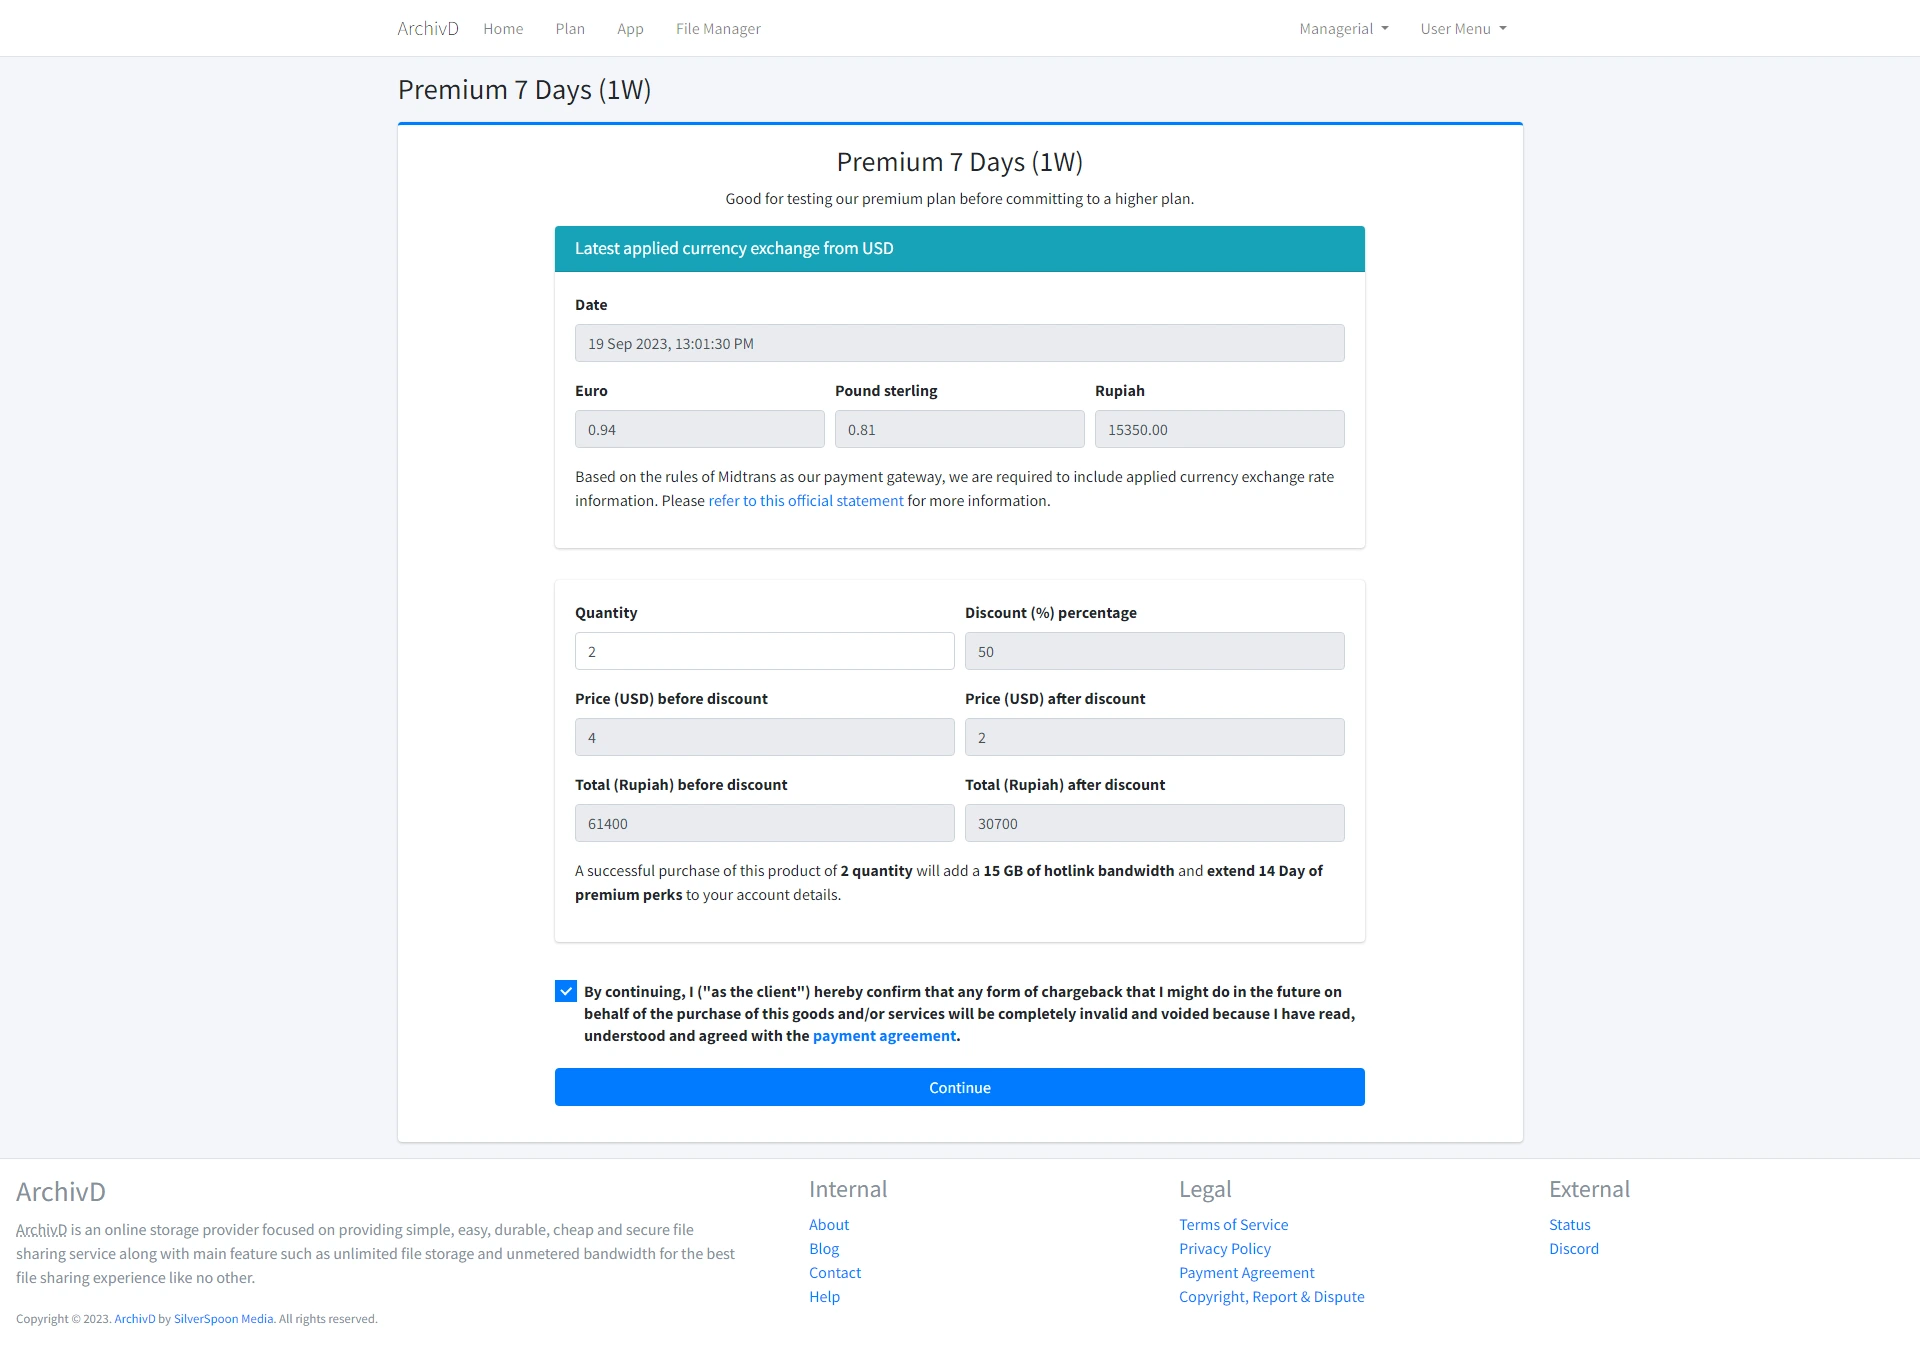 ArchivD Home Plan App File Manager Managerial User Menu
Premium 7 Days (1W)
Premium 7 Days (1W)
Good for testing our premium plan before committing to a higher plan.
Latest applied currency exchange from USD
Date
19 Sep 2023, 13:01:30 PM
Euro Pound sterling Rupiah
0.94 0.81 15350.00
Based on the rules of Midtrans as our payment gateway, we are required to include applied currency exchange rate
information. Please refer to this official statement for more information.
Quantity Discount (%) percentage
2 50
Price (USD) before discount Price (USD) after discount
4 2
Total (Rupiah) before discount Total (Rupiah) after discount
61400 30700
A successful purchase of this product of 2 quantity will add a 15 GB of hotlink bandwidth and extend 14 Day of
premium perks to your account details.
By continuing, I ("as the client") hereby confirm that any form of chargeback that I might do in the future on
behalf of the purchase of this goods and/or services will be completely invalid and voided because I have read,
understood and agreed with the payment agreement.
Continue
ArchivD
ArchivD is an online storage provider focused on providing simple, easy, durable, cheap and secure file
sharing service along with main feature such as unlimited file storage and unmetered bandwidth for the best
file sharing experience like no other.
Copyright © 2023. ArchivD by SilverSpoon Media. All rights reserved.
Internal
About
Blog
Contact
Help
Legal
Terms of Service
Privacy Policy
Payment Agreement
Copyright, Report & Dispute
External
Status
Discord